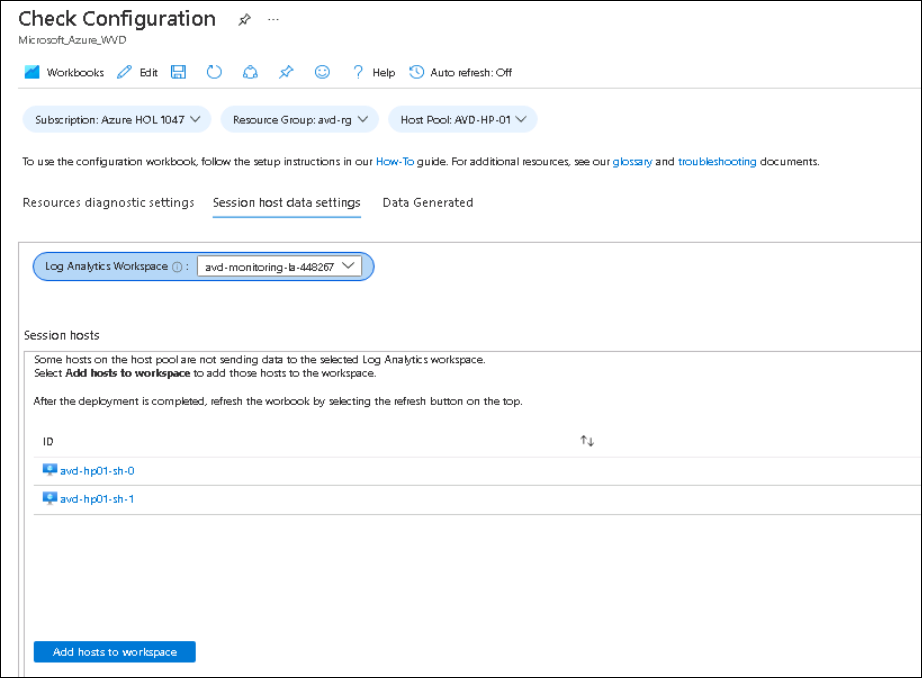 Check Configuration ...
Microsoft_Azure_WVD
Workbooks Edit ? Help Auto refresh: Off
Subscription: Azure HOL 1047 Resource Group: avd-rg Host Pool: AVD-HP-01
To use the configuration workbook, follow the setup instructions in our How-To guide. For additional resources, see our glossary and troubleshooting documents.
Resources diagnostic settings Session host data settings Data Generated
Log Analytics Workspace : avd-monitoring-la-448267
Session hosts
Some hosts on the host pool are not sending data to the selected Log Analytics workspace.
Select Add hosts to workspace to add those hosts to the workspace.
After the deployment is completed, refresh the worbook by selecting the refresh button on the top.
ID ↑↓
avd-hp01-sh-0
avd-hp01-sh-1
Add hosts to workspace